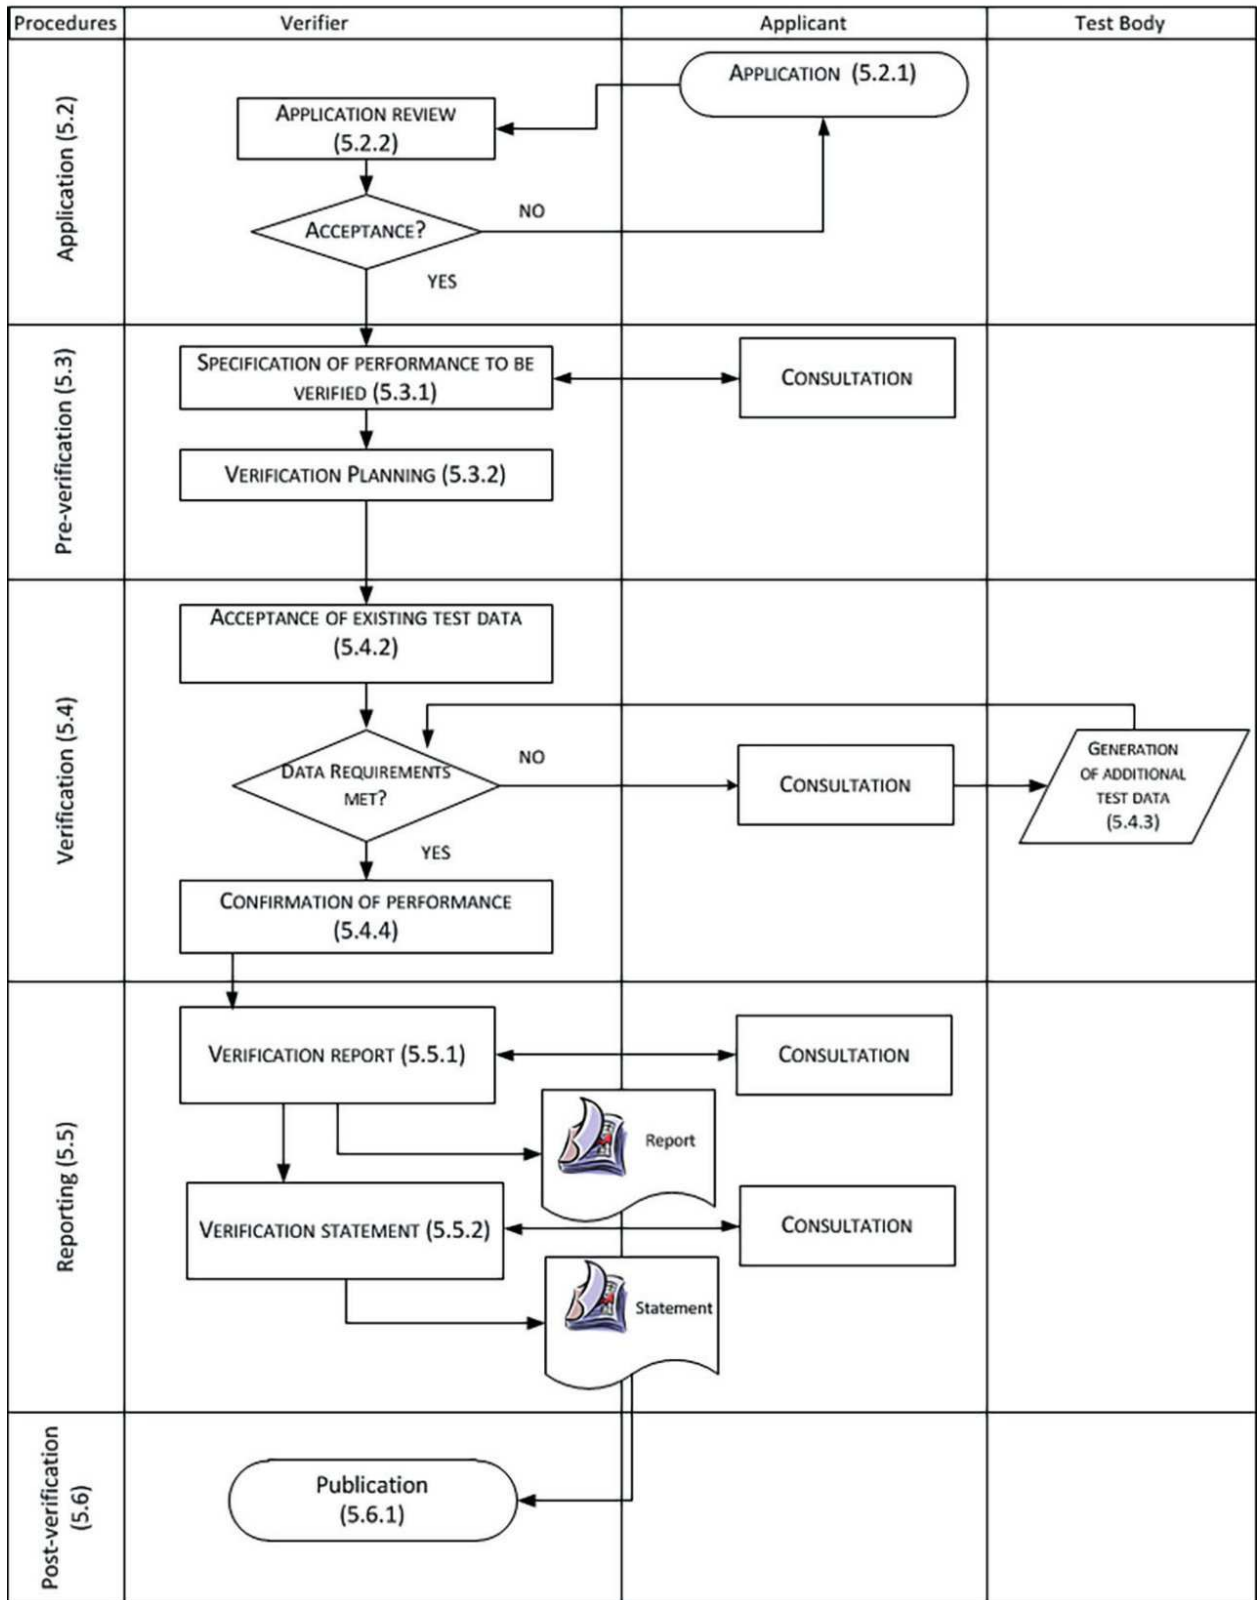 Procedures
Verifier
Applicant
Test Body
Application (5.2)
APPLICATION (5.2.1)
APPLICATION REVIEW
(5.2.2)
ACCEPTANCE?
NO
YES
Pre-verification (5.3)
SPECIFICATION OF PERFORMANCE TO BE
VERIFIED (5.3.1)
CONSULTATION
VERIFICATION PLANNING (5.3.2)
Verification (5.4)
ACCEPTANCE OF EXISTING TEST DATA
(5.4.2)
DATA REQUIREMENTS
MET?
NO
CONSULTATION
GENERATION
OF ADDITIONAL
TEST DATA
(5.4.3)
YES
CONFIRMATION OF PERFORMANCE
(5.4.4)
Reporting (5.5)
VERIFICATION REPORT (5.5.1)
CONSULTATION
Report
VERIFICATION STATEMENT (5.5.2)
CONSULTATION
Statement
Post-verification
(5.6)
Publication
(5.6.1)